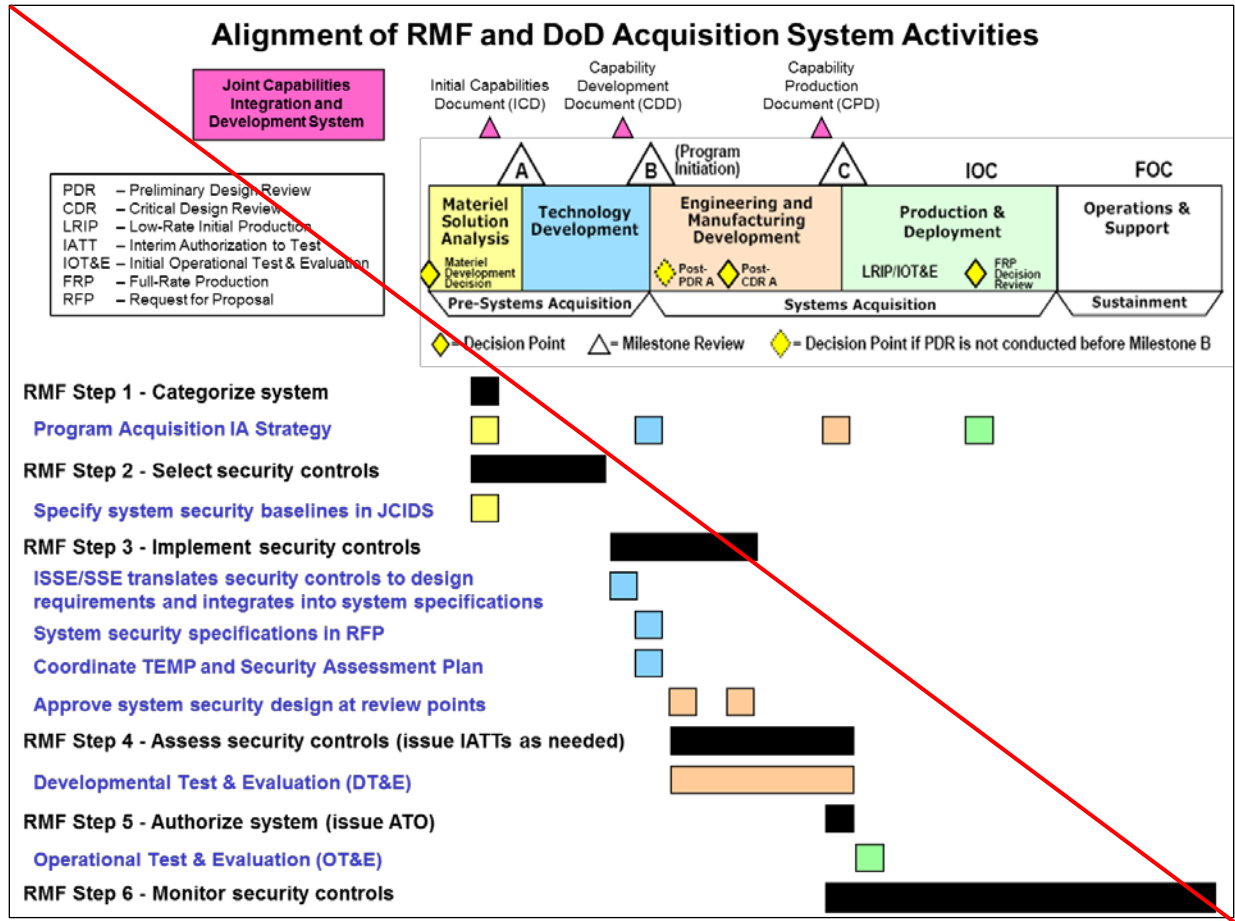 Alignment of RMF and DoD Acquisition System Activities
Joint Capabilities
Integration and
Development System
Initial Capabilities
Document (ICD)
Capability
Development
Document (CDD)
Capability
Production
Document (CPD)
PDR – Preliminary Design Review
CDR – Critical Design Review
LRIP – Low-Rate Initial Production
IATT – Interim Authorization to Test
IOT&E – Initial Operational Test & Evaluation
FRP – Full-Rate Production
RFP – Request for Proposal
A
B
(Program
Initiation)
C
IOC
FOC
Materiel
Solution
Analysis
Technology
Development
Engineering and
Manufacturing
Development
Production &
Deployment
Operations &
Support
Materiel
Development
Decision
Post-
PDR A
Post-
CDR A
LRIP/IOT&E
FRP
Decision
Review
Pre-Systems Acquisition
Systems Acquisition
Sustainment
= Decision Point
= Milestone Review
= Decision Point if PDR is not conducted before Milestone B
RMF Step 1 - Categorize system
Program Acquisition IA Strategy
RMF Step 2 - Select security controls
Specify system security baselines in JCIDS
RMF Step 3 - Implement security controls
ISSE/SSE translates security controls to design
requirements and integrates into system specifications
System security specifications in RFP
Coordinate TEMP and Security Assessment Plan
Approve system security design at review points
RMF Step 4 - Assess security controls (issue IATTs as needed)
Developmental Test & Evaluation (DT&E)
RMF Step 5 - Authorize system (issue ATO)
Operational Test & Evaluation (OT&E)
RMF Step 6 - Monitor security controls